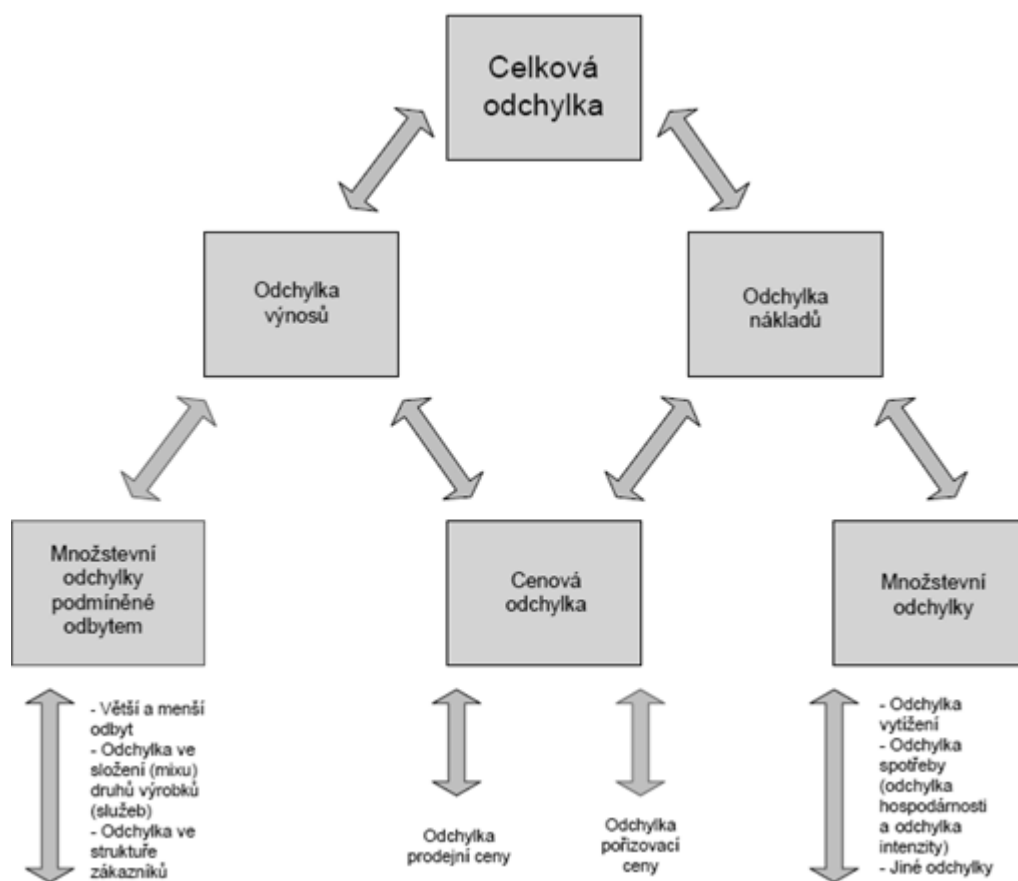 Celková
odchylka
Odchylka
výnosů
Odchylka
nákladů
Množstevní
odchylky
podmíněné
odbytem
Cenová
odchylka
Množstevní
odchylky
- Větší a menší
odbyt
- Odchylka ve
složení (mixu)
druhů výrobků
(služeb)
- Odchylka ve
struktuře
zákazníků
Odchylka
prodejní ceny
Odchylka
pořizovací
ceny
- Odchylka
vytížení
- Odchylka
spotřeby
(odchylka
hospodárnosti
a odchylka
intenzity)
- Jiné odchylky